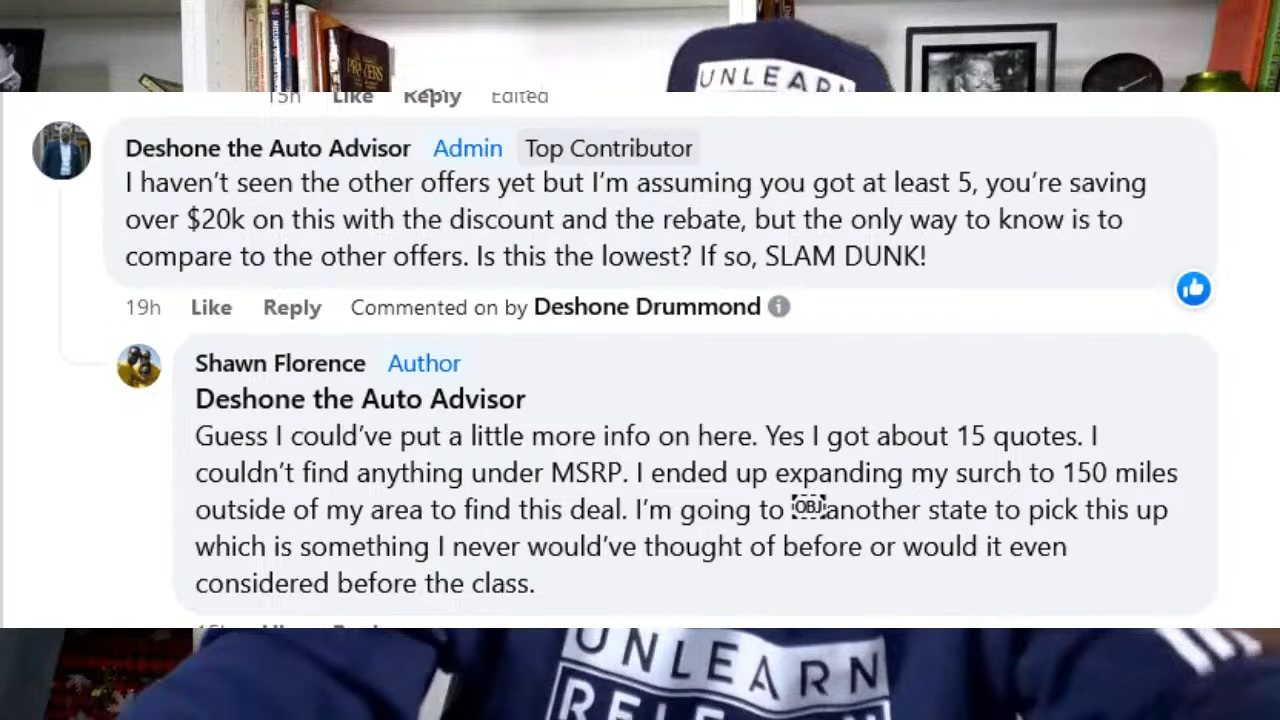 PRAYERS
UNLEARN
15h Like Reply Edited
Deshone the Auto Advisor Admin Top Contributor
I haven’t seen the other offers yet but I’m assuming you got at least 5, you’re saving
over $20k on this with the discount and the rebate, but the only way to know is to
compare to the other offers. Is this the lowest? If so, SLAM DUNK!
19h Like Reply Commented on by Deshone Drummond
Shawn Florence Author
Deshone the Auto Advisor
Guess I could’ve put a little more info on here. Yes I got about 15 quotes. I
couldn’t find anything under MSRP. I ended up expanding my surch to 150 miles
outside of my area to find this deal. I’m going to OBJ another state to pick this up
which is something I never would’ve thought of before or would it even
considered before the class.
UNLEARN